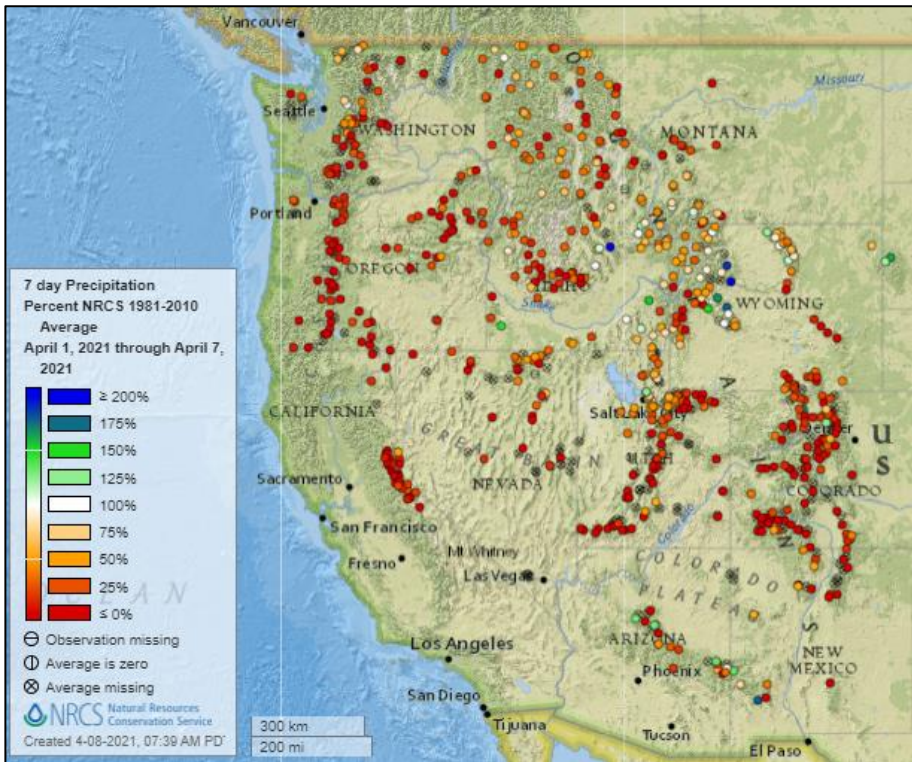 Vancouver
Seattle
WASHINGTON
Missouri
MONTANA
Portland
OREGON
IDAHO
Snake
WYOMING
CALIFORNIA
Salt Lake City
Denver
U
S
GREAT BASIN
UTAH
NEVADA
COLORADO
Sacramento
San Francisco
Colorado
Mt Whitney
Fresno
Las Vegas
COLORADO
PLATEAU
Los Angeles
ARIZONA
NEW
MEXICO
Phoenix
San Diego
Tijuana
Tucson
El Paso
7 day Precipitation
Percent NRCS 1981-2010
Average
April 1, 2021 through April 7,
2021
≥ 200%
175%
150%
125%
100%
75%
50%
25%
≤ 0%
Observation missing
Average is zero
Average missing
NRCS Natural Resources
Conservation Service
Created 4-08-2021, 07:39 AM PD
300 km
200 mi